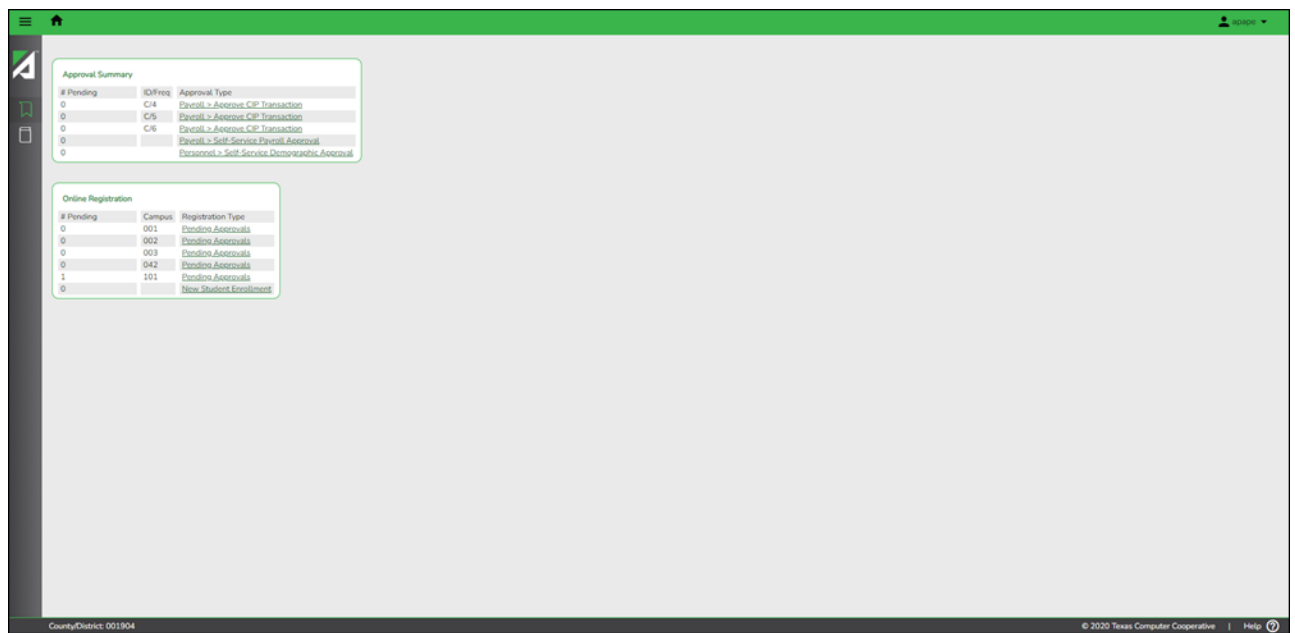 apape
Approval Summary
# Pending ID/Freq Approval Type
0 C/4 Payroll > Approve CIP Transaction
0 C/5 Payroll > Approve CIP Transaction
0 C/6 Payroll > Approve CIP Transaction
0 Payroll > Self-Service Payroll Approval
0 Personnel > Self-Service Demographic Approval
Online Registration
# Pending Campus Registration Type
0 001 Pending Approvals
0 002 Pending Approvals
0 003 Pending Approvals
0 042 Pending Approvals
1 101 Pending Approvals
0 New Student Enrollment
County/District: 001904 © 2020 Texas Computer Cooperative | Help ?